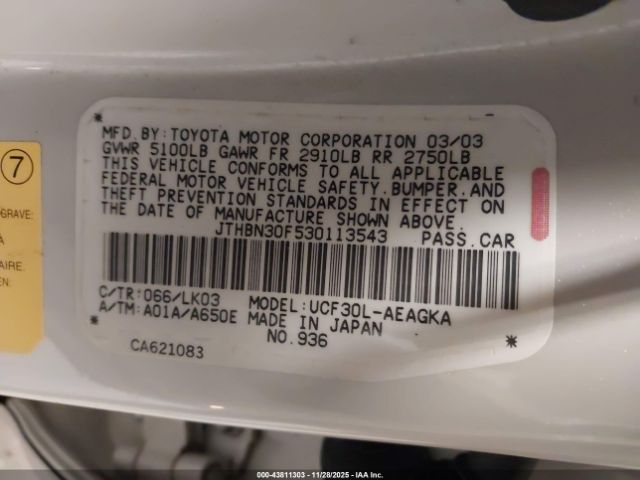 MFD. BY: TOYOTA MOTOR CORPORATION 03/03
GVWR 5100LB GAWR FR 2910LB RR 2750LB
THIS VEHICLE CONFORMS TO ALL APPLICABLE
FEDERAL MOTOR VEHICLE SAFETY, BUMPER, AND
THEFT PREVENTION STANDARDS IN EFFECT ON
THE DATE OF MANUFACTURE SHOWN ABOVE.
JTHBN30F530113543 PASS. CAR
C/TR: 066/LK03 MODEL: UCF30L-AEAGKA
A/TM: A01A/A650E MADE IN JAPAN
NO. 936
CA621083
7
GRAVE:
A
AIRE.
EN:
000-43811303 - 11/28/2025 - IAA Inc.